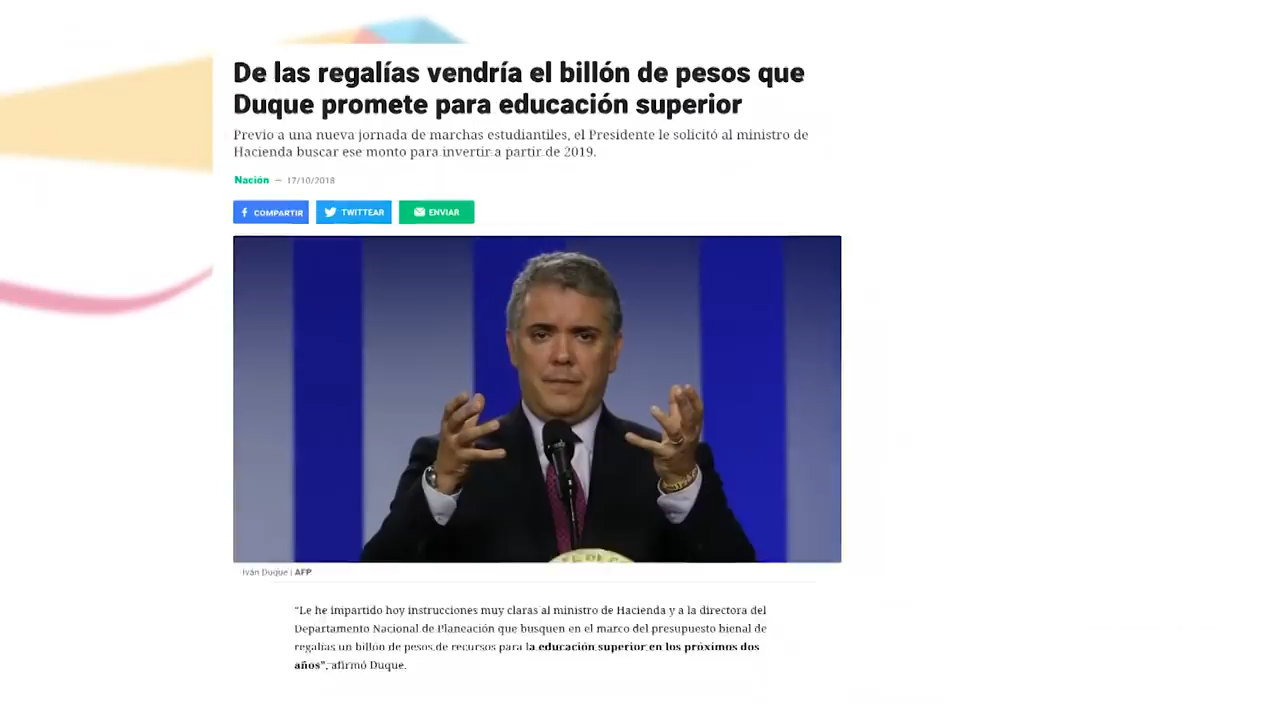 De las regalías vendría el billón de pesos que
Duque promete para educación superior
Previo a una nueva jornada de marchas estudiantiles, el Presidente le solicitó al ministro de
Hacienda buscar ese monto para invertir a partir de 2019.
Nación — 17/10/2018
COMPARTIR TWITTEAR ENVIAR
Iván Duque | AFP
“Le he impartido hoy instrucciones muy claras al ministro de Hacienda y a la directora del
Departamento Nacional de Planeación que busquen en el marco del presupuesto bienal de
regalías un billón de pesos de recursos para la educación superior en los próximos dos
años”, afirmó Duque.